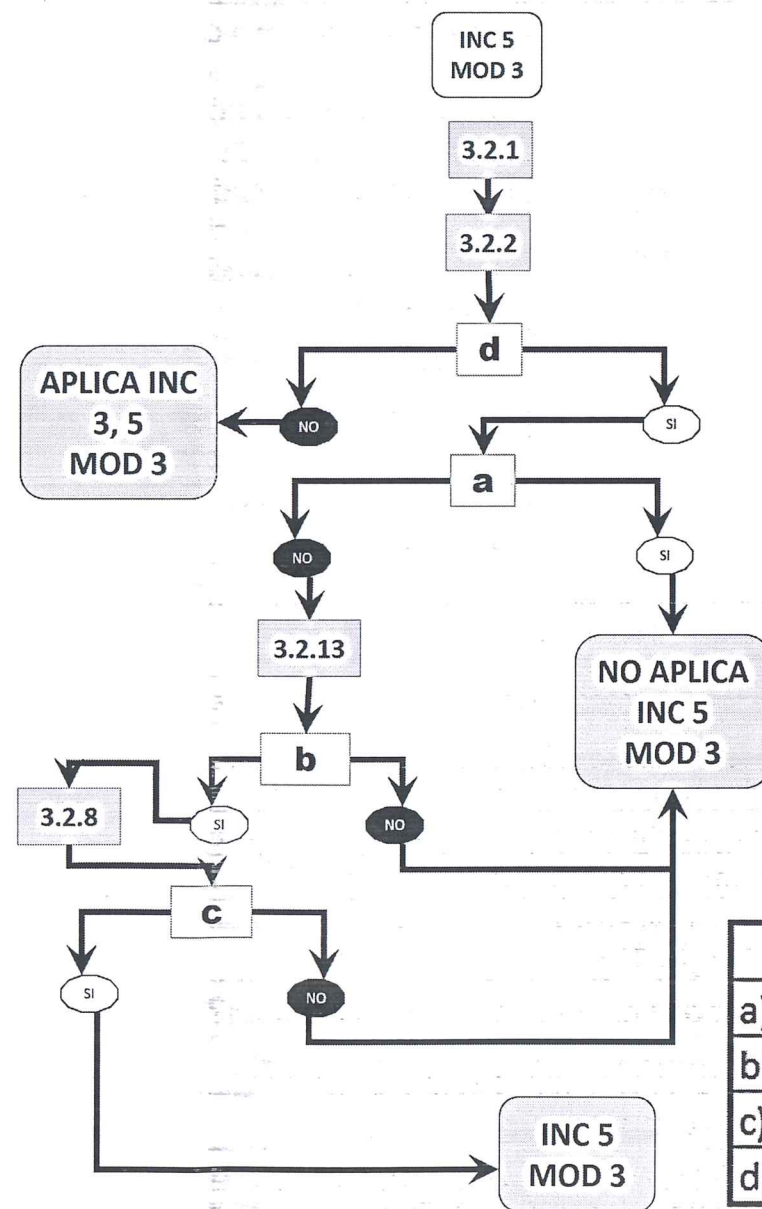 INC 5
MOD 3
3.2.1
3.2.2
d
APLICA INC
3, 5
MOD 3
NO
SI
a
NO
SI
3.2.13
NO APLICA
INC 5
MOD 3
b
3.2.8
SI
NO
c
SI
NO
a)
b
c)
d
INC 5
MOD 3